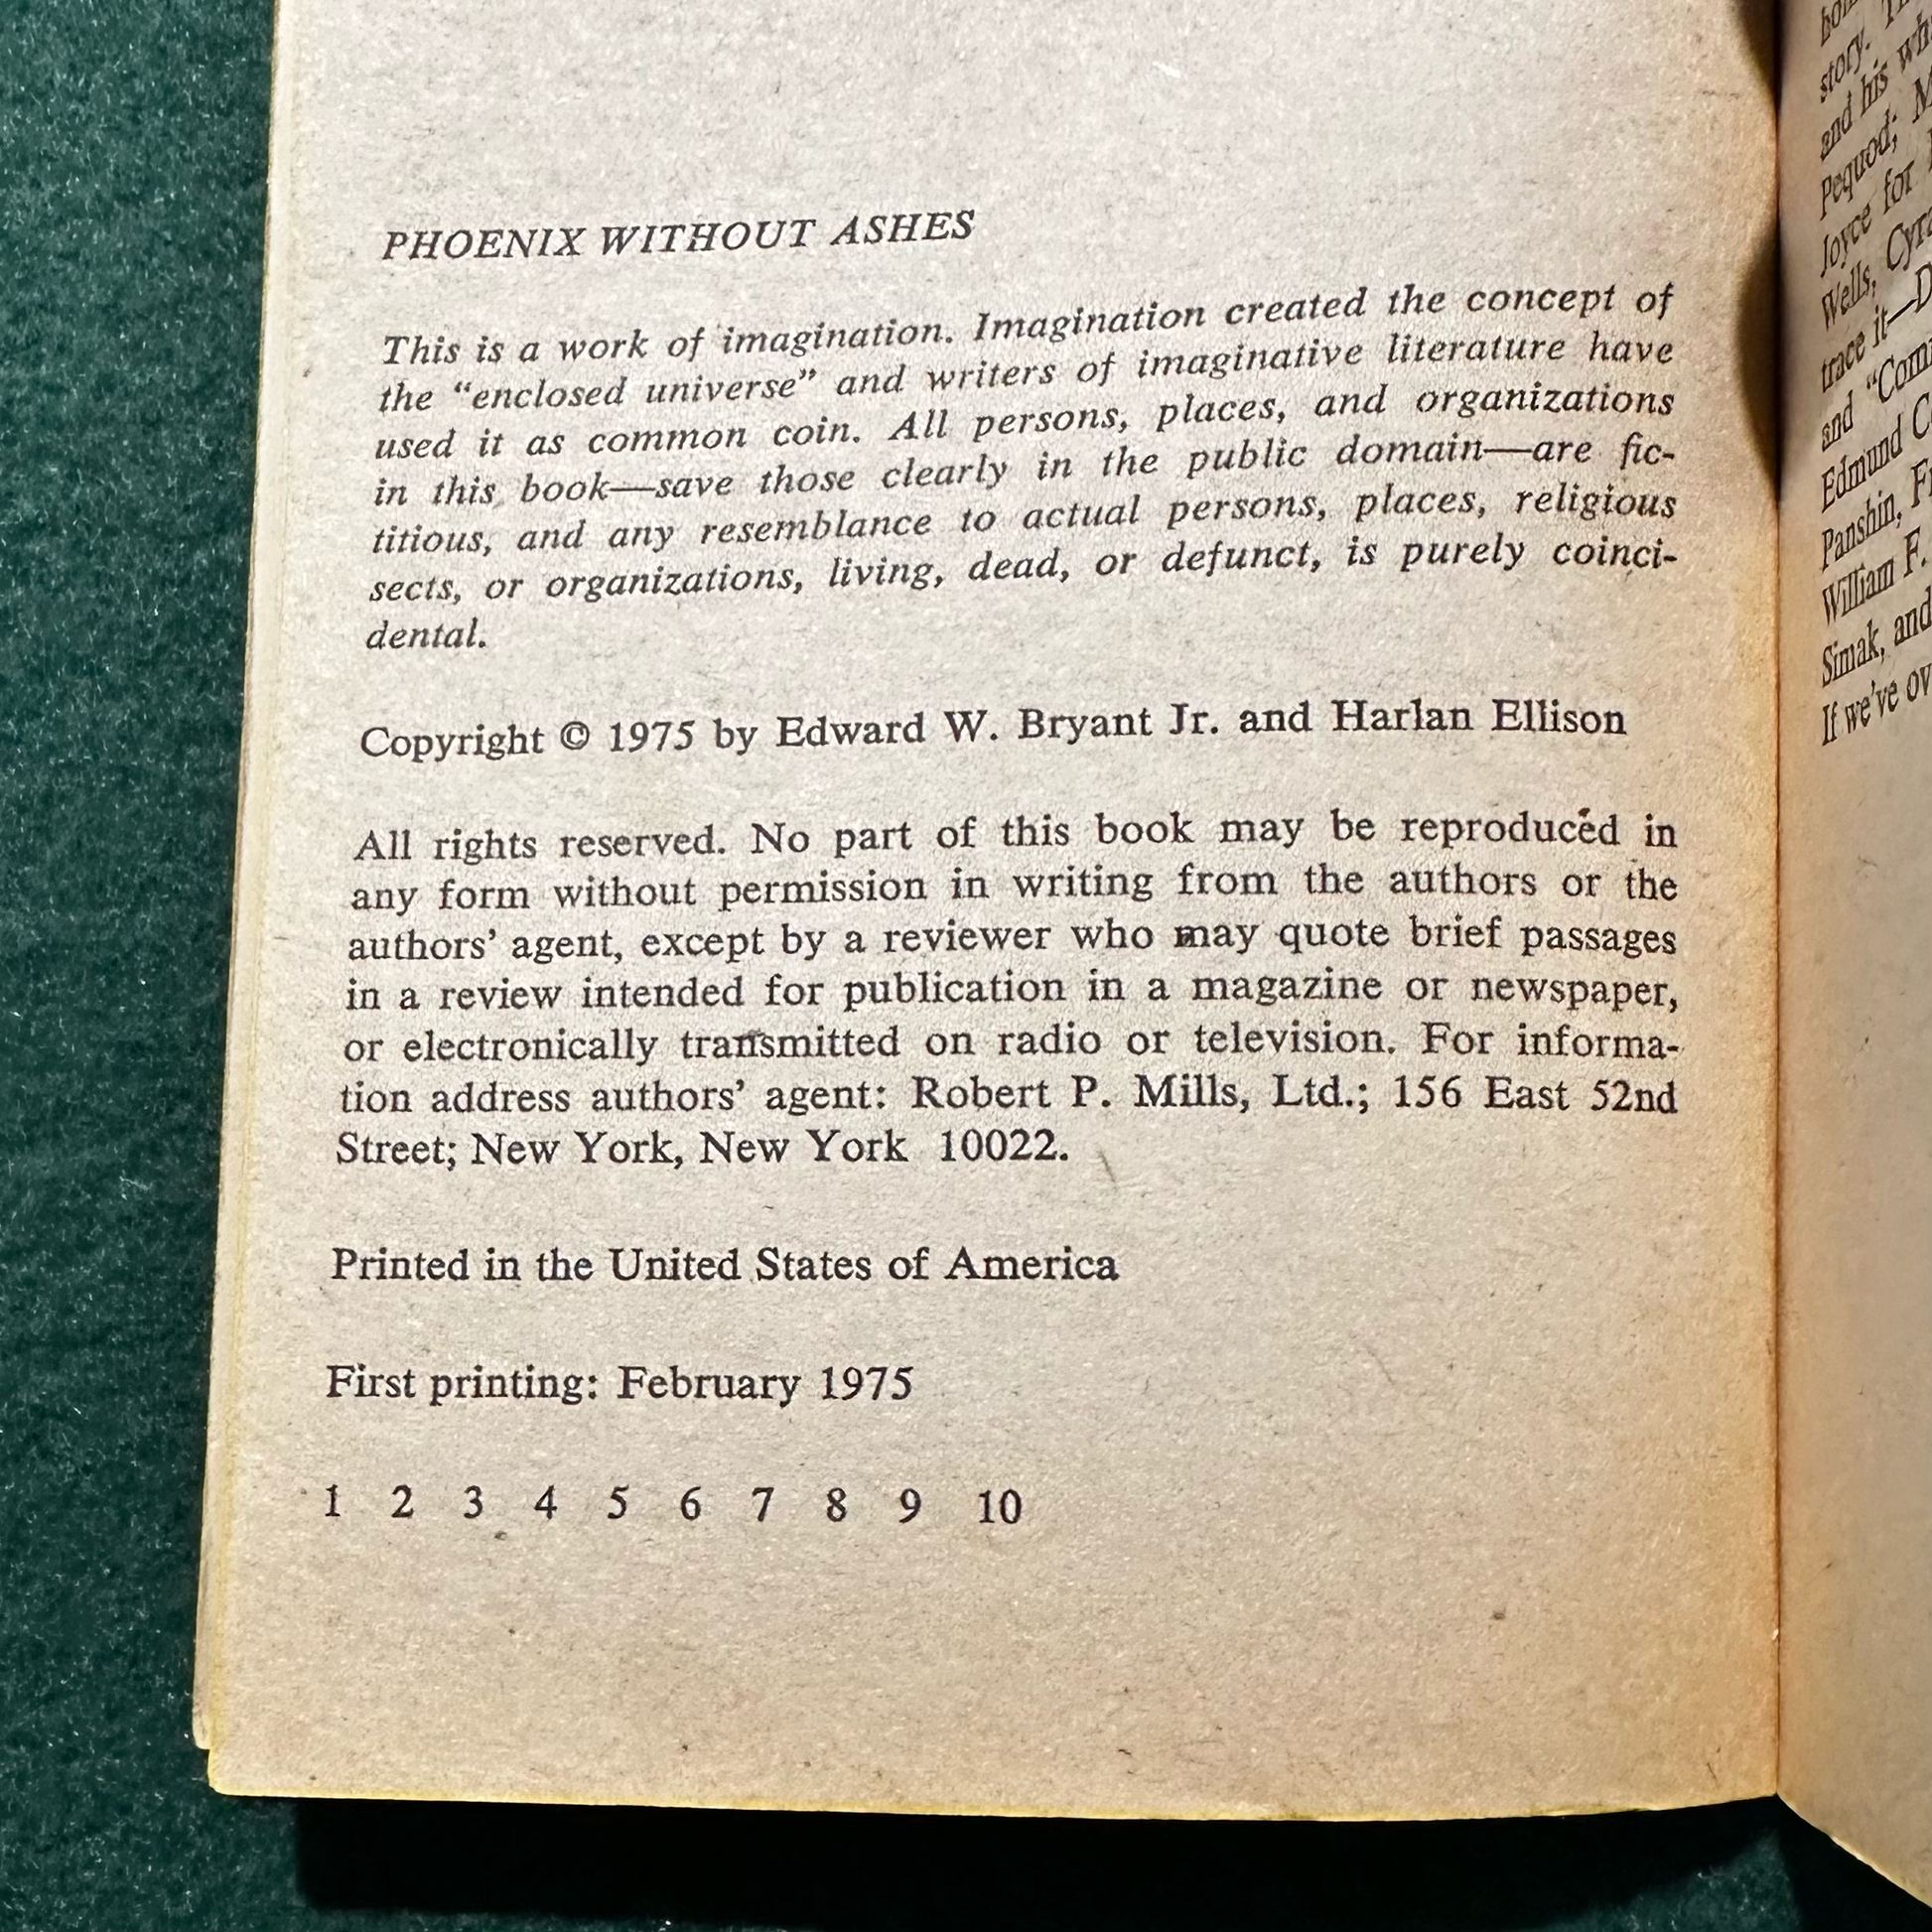 PHOENIX WITHOUT ASHES
This is a work of imagination. Imagination created the concept of
the “enclosed universe” and writers of imaginative literature have
used it as common coin. All persons, places, and organizations
in this book—save those clearly in the public domain—are fic-
titious, and any resemblance to actual persons, places, religious
sects, or organizations, living, dead, or defunct, is purely coinci-
dental.
Copyright © 1975 by Edward W. Bryant Jr. and Harlan Ellison
All rights reserved. No part of this book may be reproduced in
any form without permission in writing from the authors or the
authors’ agent, except by a reviewer who may quote brief passages
in a review intended for publication in a magazine or newspaper,
or electronically transmitted on radio or television. For informa-
tion address authors’ agent: Robert P. Mills, Ltd.; 156 East 52nd
Street; New York, New York 10022.
Printed in the United States of America
First printing: February 1975
1 2 3 4 5 6 7 8 9 10
story.
and his
Pequod;
Joyce for
Wells,
trace it—
and
Edmund
Panshin,
William F.
Simak, and
If we’ve